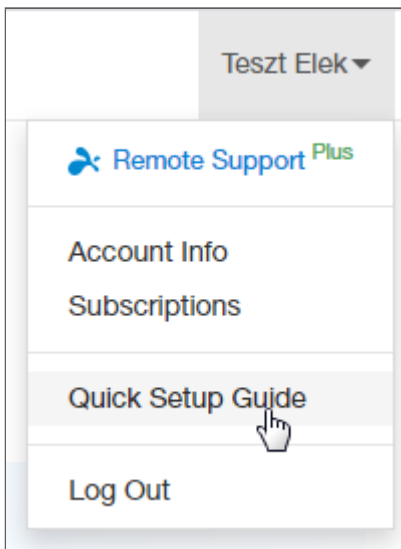 Teszt Elek
Remote Support Plus
Account Info
Subscriptions
Quick Setup Guide
Log Out